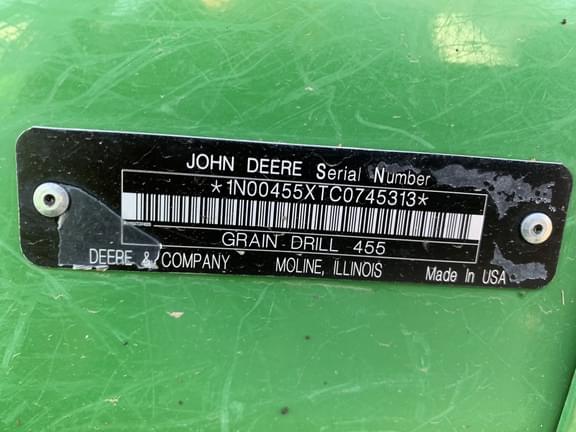 JOHN DEERE Serial Number
*1N00455XTC0745313*
GRAIN DRILL 455
DEERE & COMPANY MOLINE, ILLINOIS Made In USA